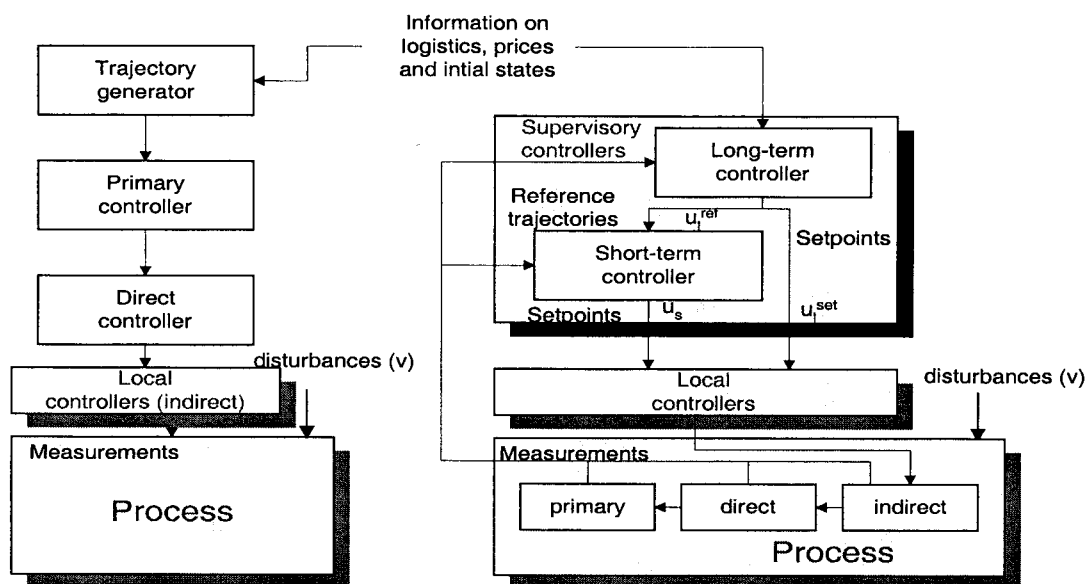 Information on
logistics, prices
and intial states
Trajectory
generator
Primary
controller
Direct
controller
disturbances (v)
Local
controllers (indirect)
Measurements
Process
Supervisory
controllers
Long-term
controller
Reference
trajectories
u_l^ref
Setpoints
Short-term
controller
Setpoints
u_s
u_l^set
Local
controllers
disturbances (v)
Measurements
primary
direct
indirect
Process